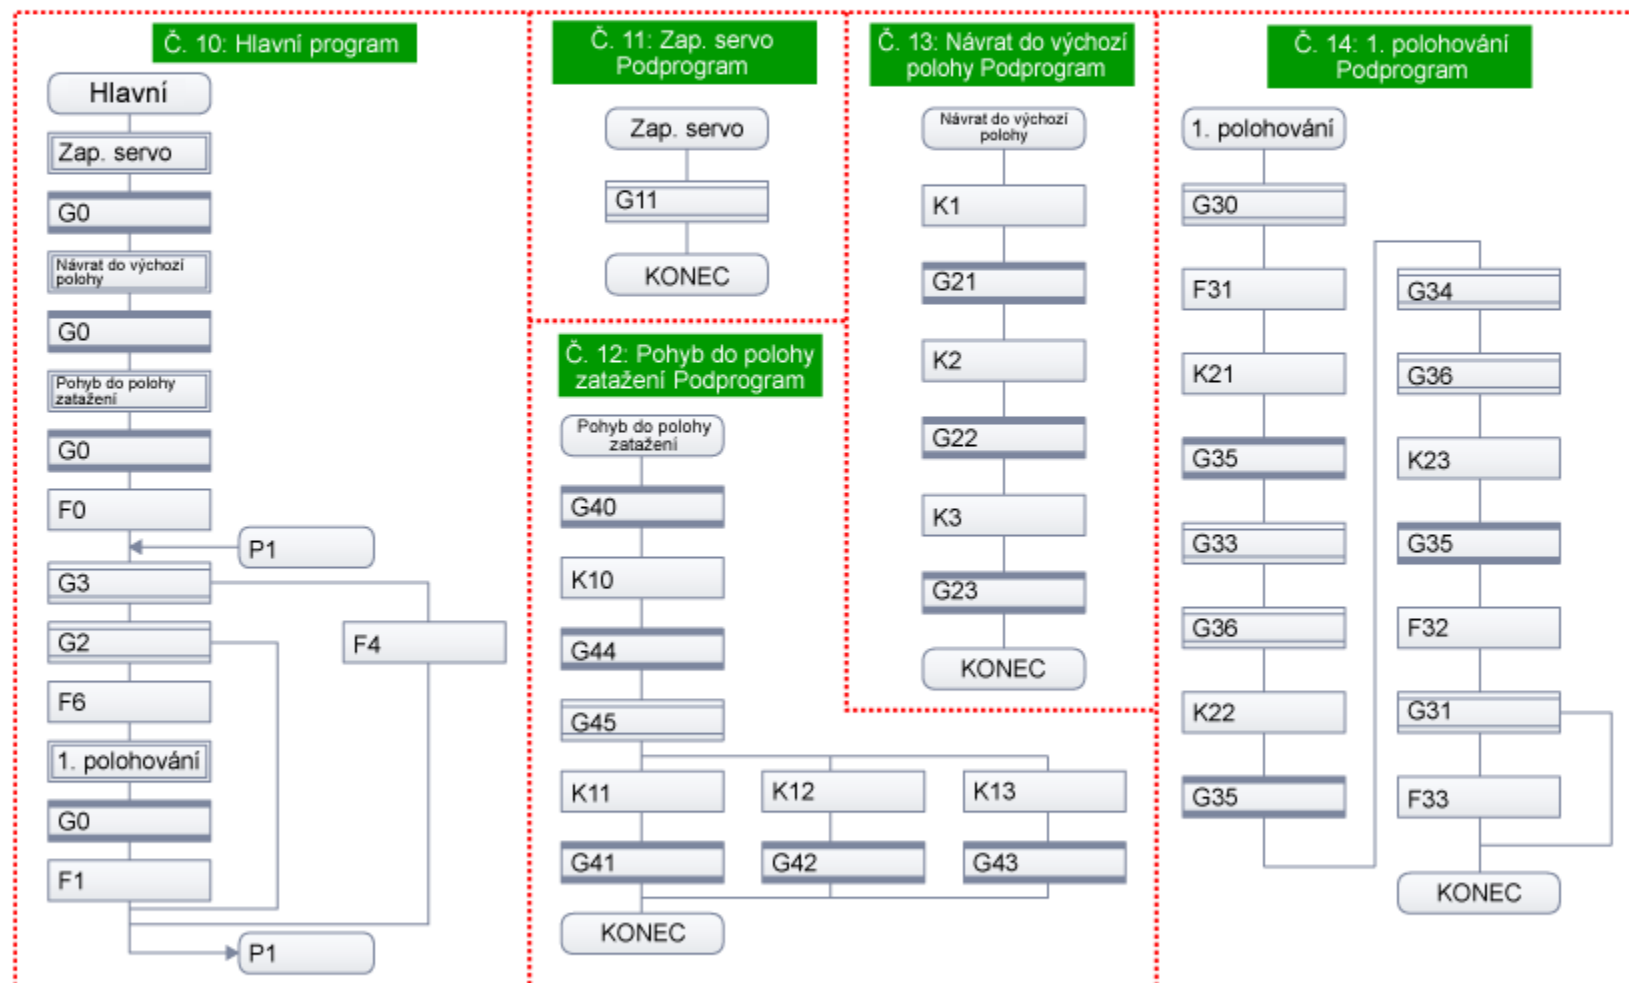 Č. 10: Hlavní program
Hlavní
Zap. servo
G0
Návrat do výchozí
polohy
G0
Pohyb do polohy
zatažení
G0
F0
P1
G3
G2
F4
F6
1. polohování
G0
F1
P1
Č. 11: Zap. servo
Podprogram
Zap. servo
G11
KONEC
Č. 12: Pohyb do polohy
zatažení Podprogram
Pohyb do polohy
zatažení
G40
K10
G44
G45
K11
K12
K13
G41
G42
G43
KONEC
Č. 13: Návrat do výchozí
polohy Podprogram
Návrat do výchozí
polohy
K1
G21
K2
G22
K3
G23
KONEC
Č. 14: 1. polohování
Podprogram
1. polohování
G30
F31
K21
G35
G33
G36
K22
G35
G34
G36
K23
G35
F32
G31
F33
KONEC